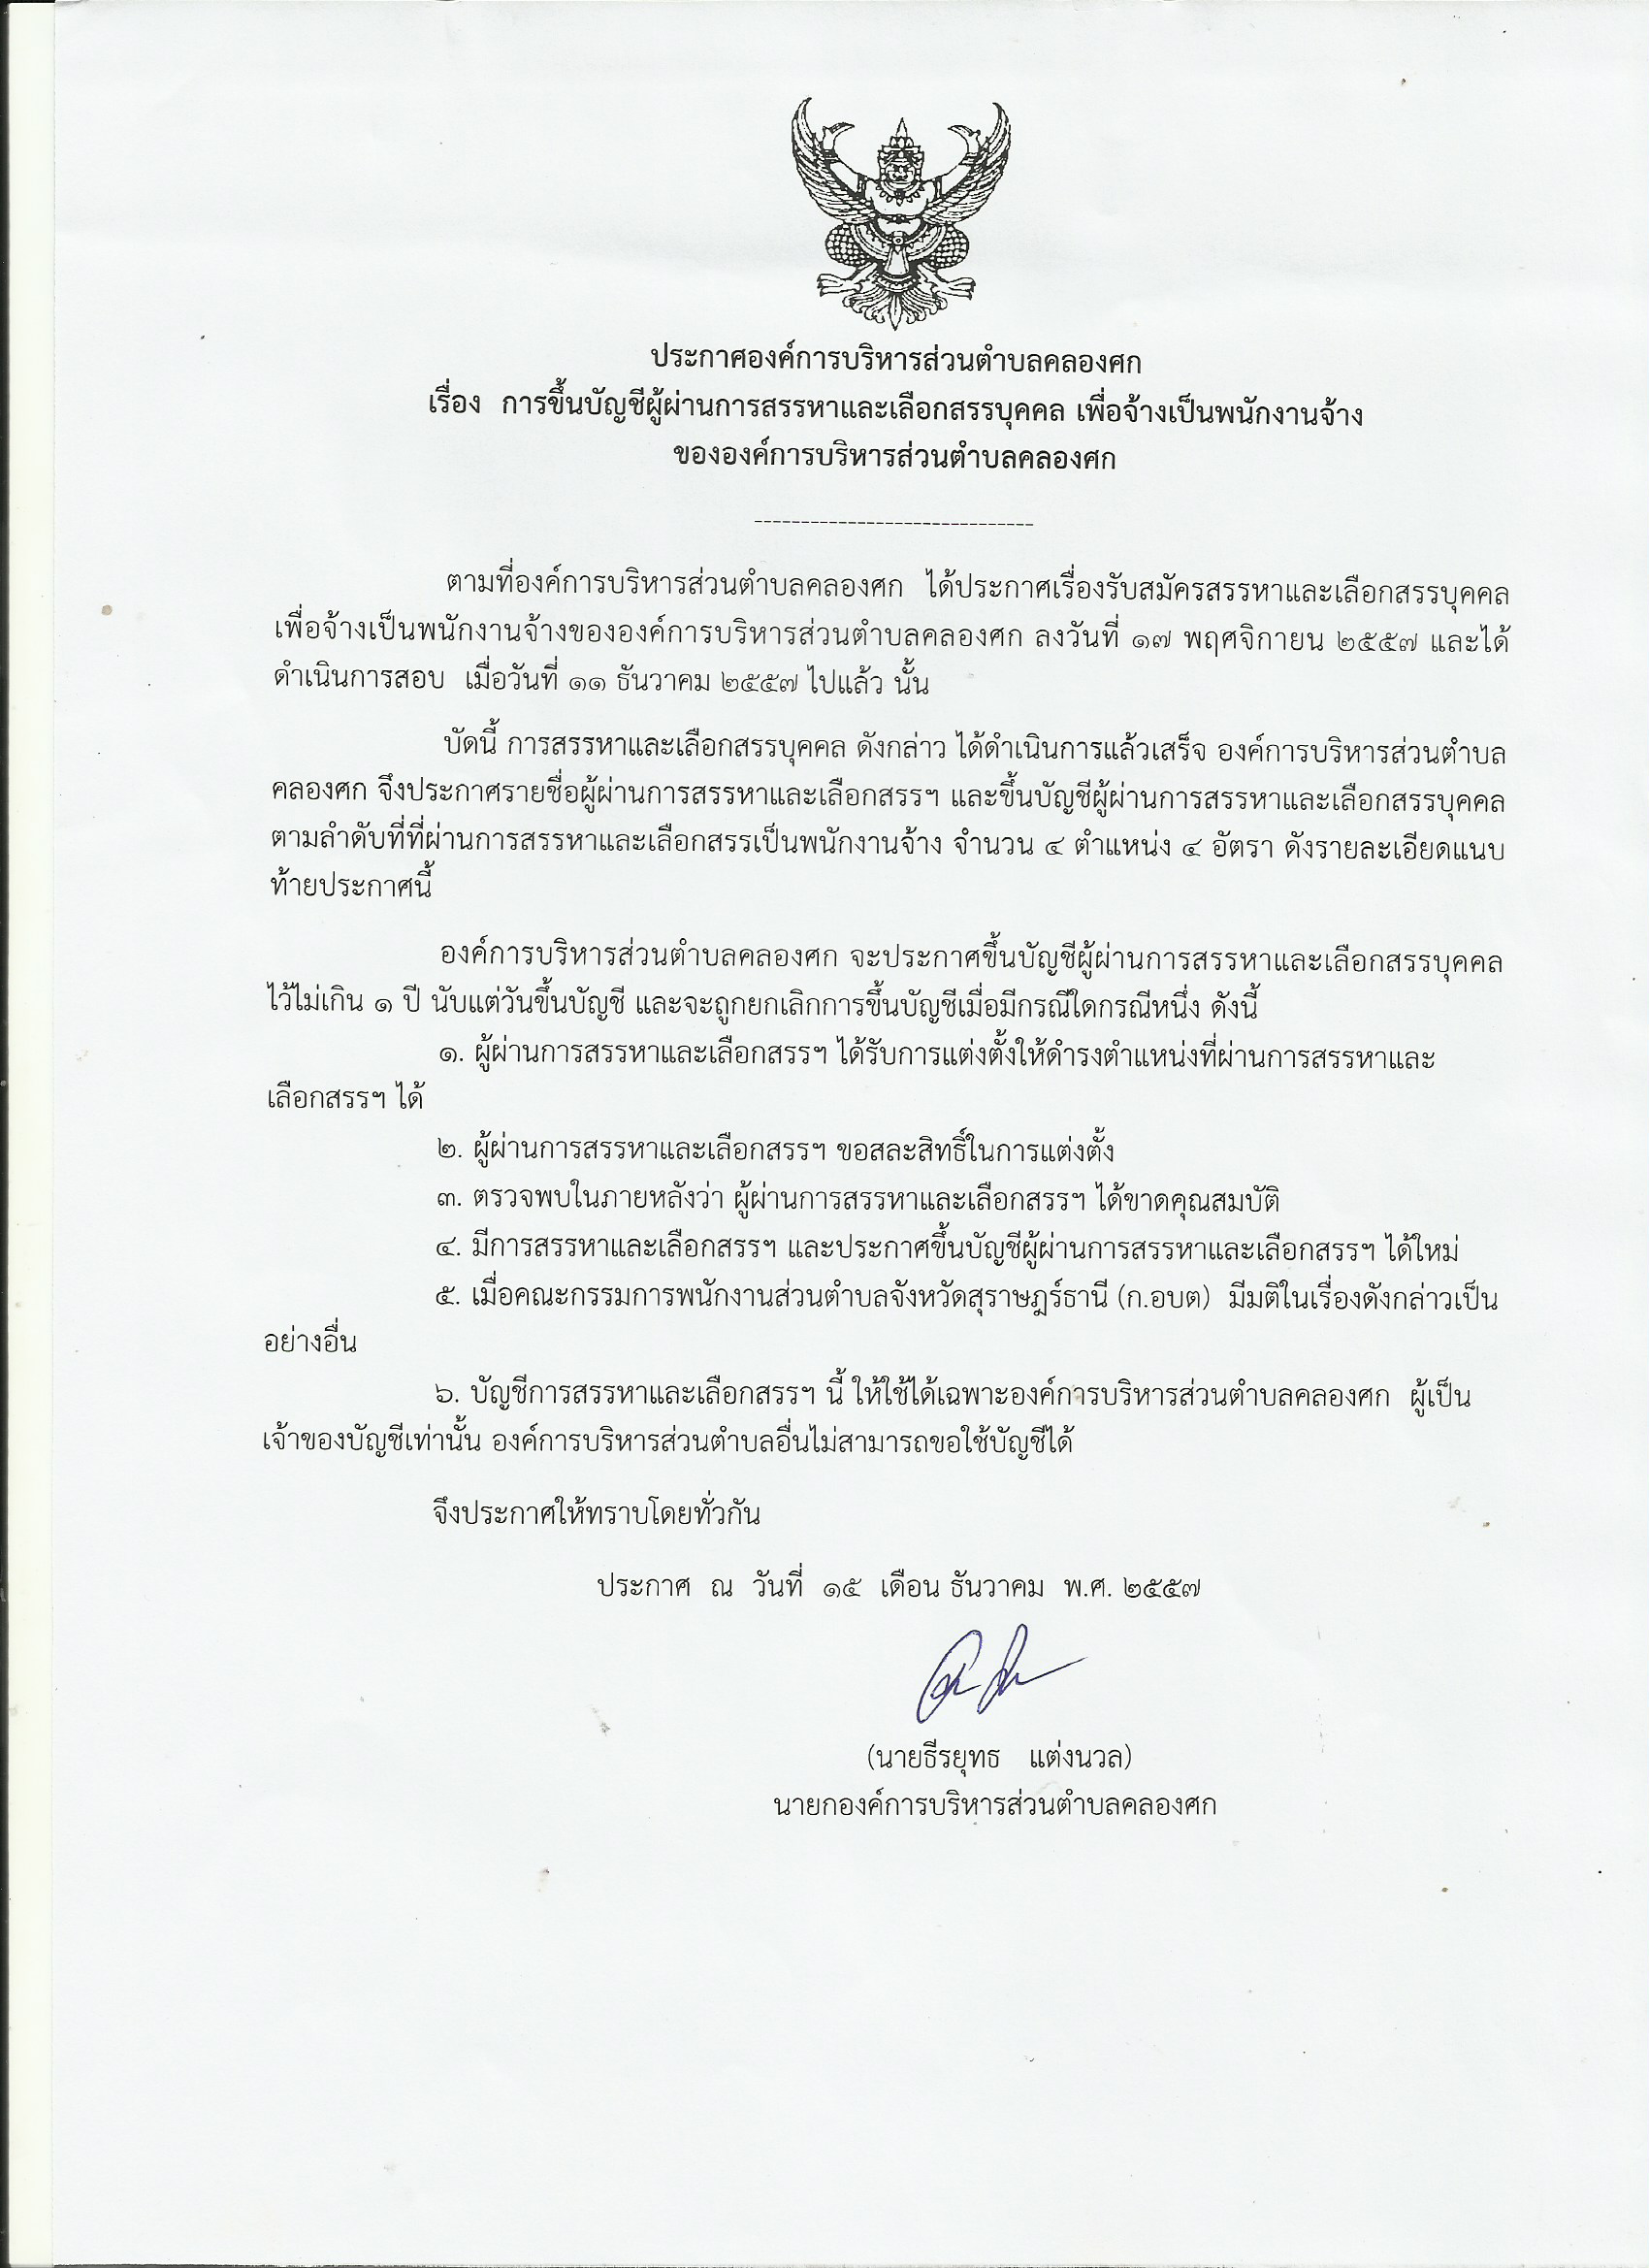 ประกาศองค์การบริหารส่วนตำบลคลองศก
เรื่อง  การขึ้นบัญชีผู้ผ่านการสรรหาและเลือกสรรบุคคล เพื่อจ้างเป็นพนักงานจ้าง
ขององค์การบริหารส่วนตำบลคลองศก
------------------------------
ตามที่องค์การบริหารส่วนตำบลคลองศก  ได้ประกาศเรื่องรับสมัครสรรหาและเลือกสรรบุคคล
เพื่อจ้างเป็นพนักงานจ้างขององค์การบริหารส่วนตำบลคลองศก ลงวันที่ ๑๗ พฤศจิกายน ๒๕๕๗ และได้
ดำเนินการสอบ  เมื่อวันที่ ๑๑ ธันวาคม ๒๕๕๗ ไปแล้ว นั้น
บัดนี้ การสรรหาและเลือกสรรบุคคล ดังกล่าว ได้ดำเนินการแล้วเสร็จ องค์การบริหารส่วนตำบล
คลองศก จึงประกาศรายชื่อผู้ผ่านการสรรหาและเลือกสรรฯ และขึ้นบัญชีผู้ผ่านการสรรหาและเลือกสรรบุคคล
ตามลำดับที่ที่ผ่านการสรรหาและเลือกสรรเป็นพนักงานจ้าง จำนวน ๔ ตำแหน่ง ๔ อัตรา ดังรายละเอียดแนบ
ท้ายประกาศนี้
องค์การบริหารส่วนตำบลคลองศก จะประกาศขึ้นบัญชีผู้ผ่านการสรรหาและเลือกสรรบุคคล
ไว้ไม่เกิน ๑ ปี นับแต่วันขึ้นบัญชี และจะถูกยกเลิกการขึ้นบัญชีเมื่อมีกรณีใดกรณีหนึ่ง ดังนี้
๑. ผู้ผ่านการสรรหาและเลือกสรรฯ ได้รับการแต่งตั้งให้ดำรงตำแหน่งที่ผ่านการสรรหาและ
เลือกสรรฯ ได้
๒. ผู้ผ่านการสรรหาและเลือกสรรฯ ขอสละสิทธิ์ในการแต่งตั้ง
๓. ตรวจพบในภายหลังว่า ผู้ผ่านการสรรหาและเลือกสรรฯ ได้ขาดคุณสมบัติ
๔. มีการสรรหาและเลือกสรรฯ และประกาศขึ้นบัญชีผู้ผ่านการสรรหาและเลือกสรรฯ ได้ใหม่
๕. เมื่อคณะกรรมการพนักงานส่วนตำบลจังหวัดสุราษฎร์ธานี (ก.อบต)  มีมติในเรื่องดังกล่าวเป็น
อย่างอื่น
๖. บัญชีการสรรหาและเลือกสรรฯ นี้ ให้ใช้ได้เฉพาะองค์การบริหารส่วนตำบลคลองศก  ผู้เป็น
เจ้าของบัญชีเท่านั้น องค์การบริหารส่วนตำบลอื่นไม่สามารถขอใช้บัญชีได้
จึงประกาศให้ทราบโดยทั่วกัน
ประกาศ  ณ  วันที่  ๑๕  เดือน ธันวาคม  พ.ศ. ๒๕๕๗
(นายธีรยุทธ   แต่งนวล)
นายกองค์การบริหารส่วนตำบลคลองศก